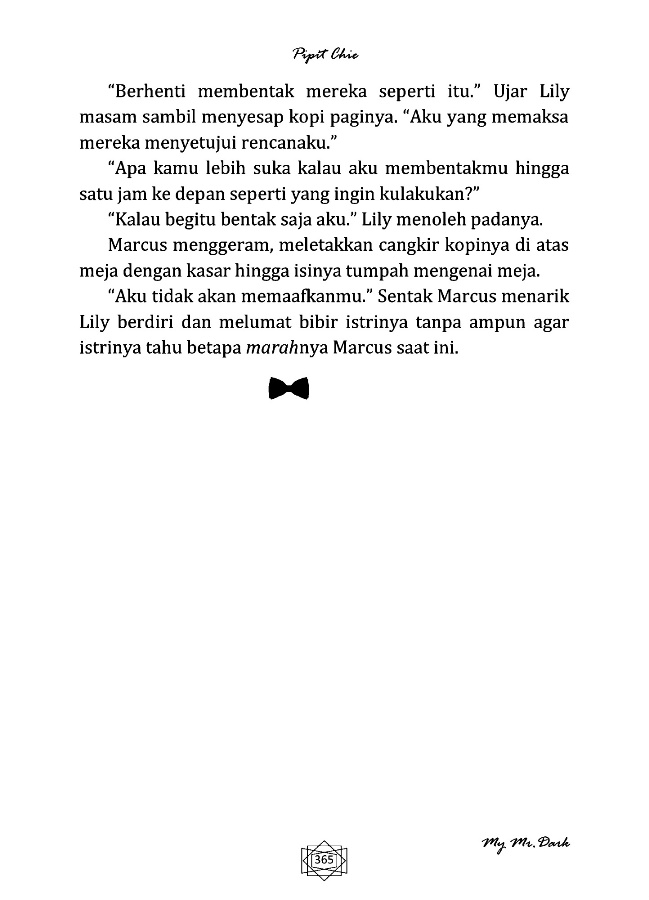 Pipit Chie
“Berhenti membentak mereka seperti itu.” Ujar Lily
masam sambil menyesap kopi paginya. “Aku yang memaksa
mereka menyetujui rencanaku.”
“Apa kamu lebih suka kalau aku membentakmu hingga
satu jam ke depan seperti yang ingin kulakukan?”
“Kalau begitu bentak saja aku.” Lily menoleh padanya.
Marcus menggeram, meletakkan cangkir kopinya di atas
meja dengan kasar hingga isinya tumpah mengenai meja.
“Aku tidak akan memaafkanmu.” Sentak Marcus menarik
Lily berdiri dan melumat bibir istrinya tanpa ampun agar
istrinya tahu betapa marahnya Marcus saat ini.
My Mr. Dark
365